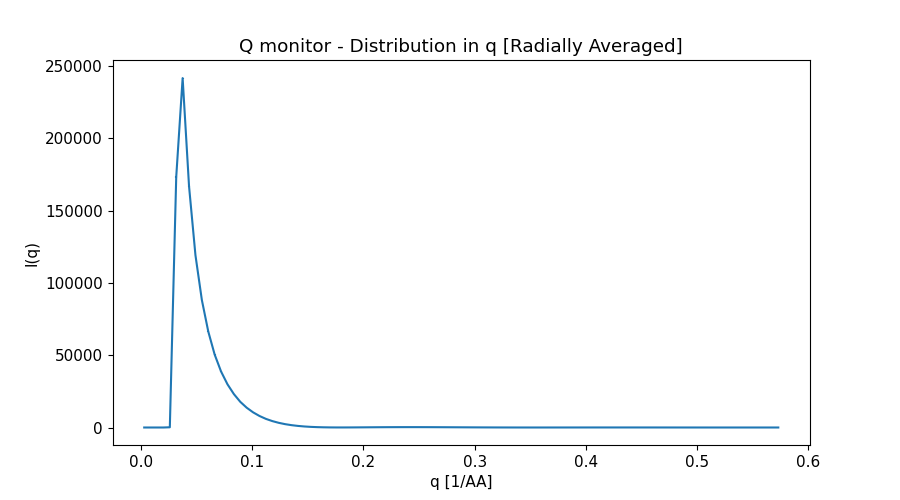 Q monitor - Distribution in q [Radially Averaged]
250000
200000
150000
100000
50000
0
I(q)
0.0 0.1 0.2 0.3 0.4 0.5 0.6
q [1/AA]